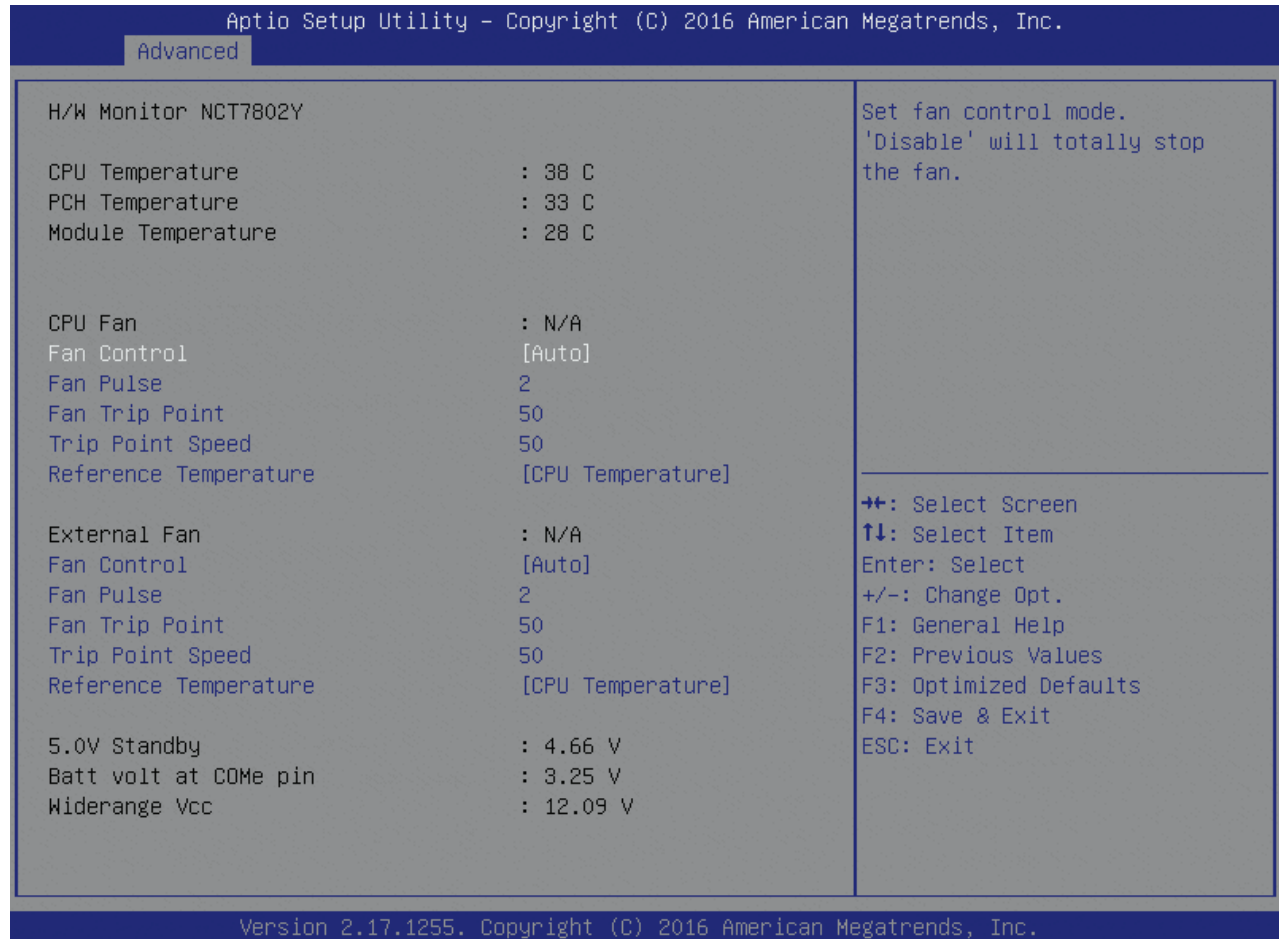 Aptio Setup Utility – Copyright (C) 2016 American Megatrends, Inc.
Advanced
H/W Monitor NCT7802Y
CPU Temperature : 38 C
PCH Temperature : 33 C
Module Temperature : 28 C
CPU Fan : N/A
Fan Control [Auto]
Fan Pulse 2
Fan Trip Point 50
Trip Point Speed 50
Reference Temperature [CPU Temperature]
External Fan : N/A
Fan Control [Auto]
Fan Pulse 2
Fan Trip Point 50
Trip Point Speed 50
Reference Temperature [CPU Temperature]
5.0V Standby : 4.66 V
Batt volt at COMe pin : 3.25 V
Widerange Vcc : 12.09 V
Set fan control mode.
'Disable' will totally stop
the fan.
→←: Select Screen
↑↓: Select Item
Enter: Select
+/-: Change Opt.
F1: General Help
F2: Previous Values
F3: Optimized Defaults
F4: Save & Exit
ESC: Exit
Version 2.17.1255. Copyright (C) 2016 American Megatrends, Inc.